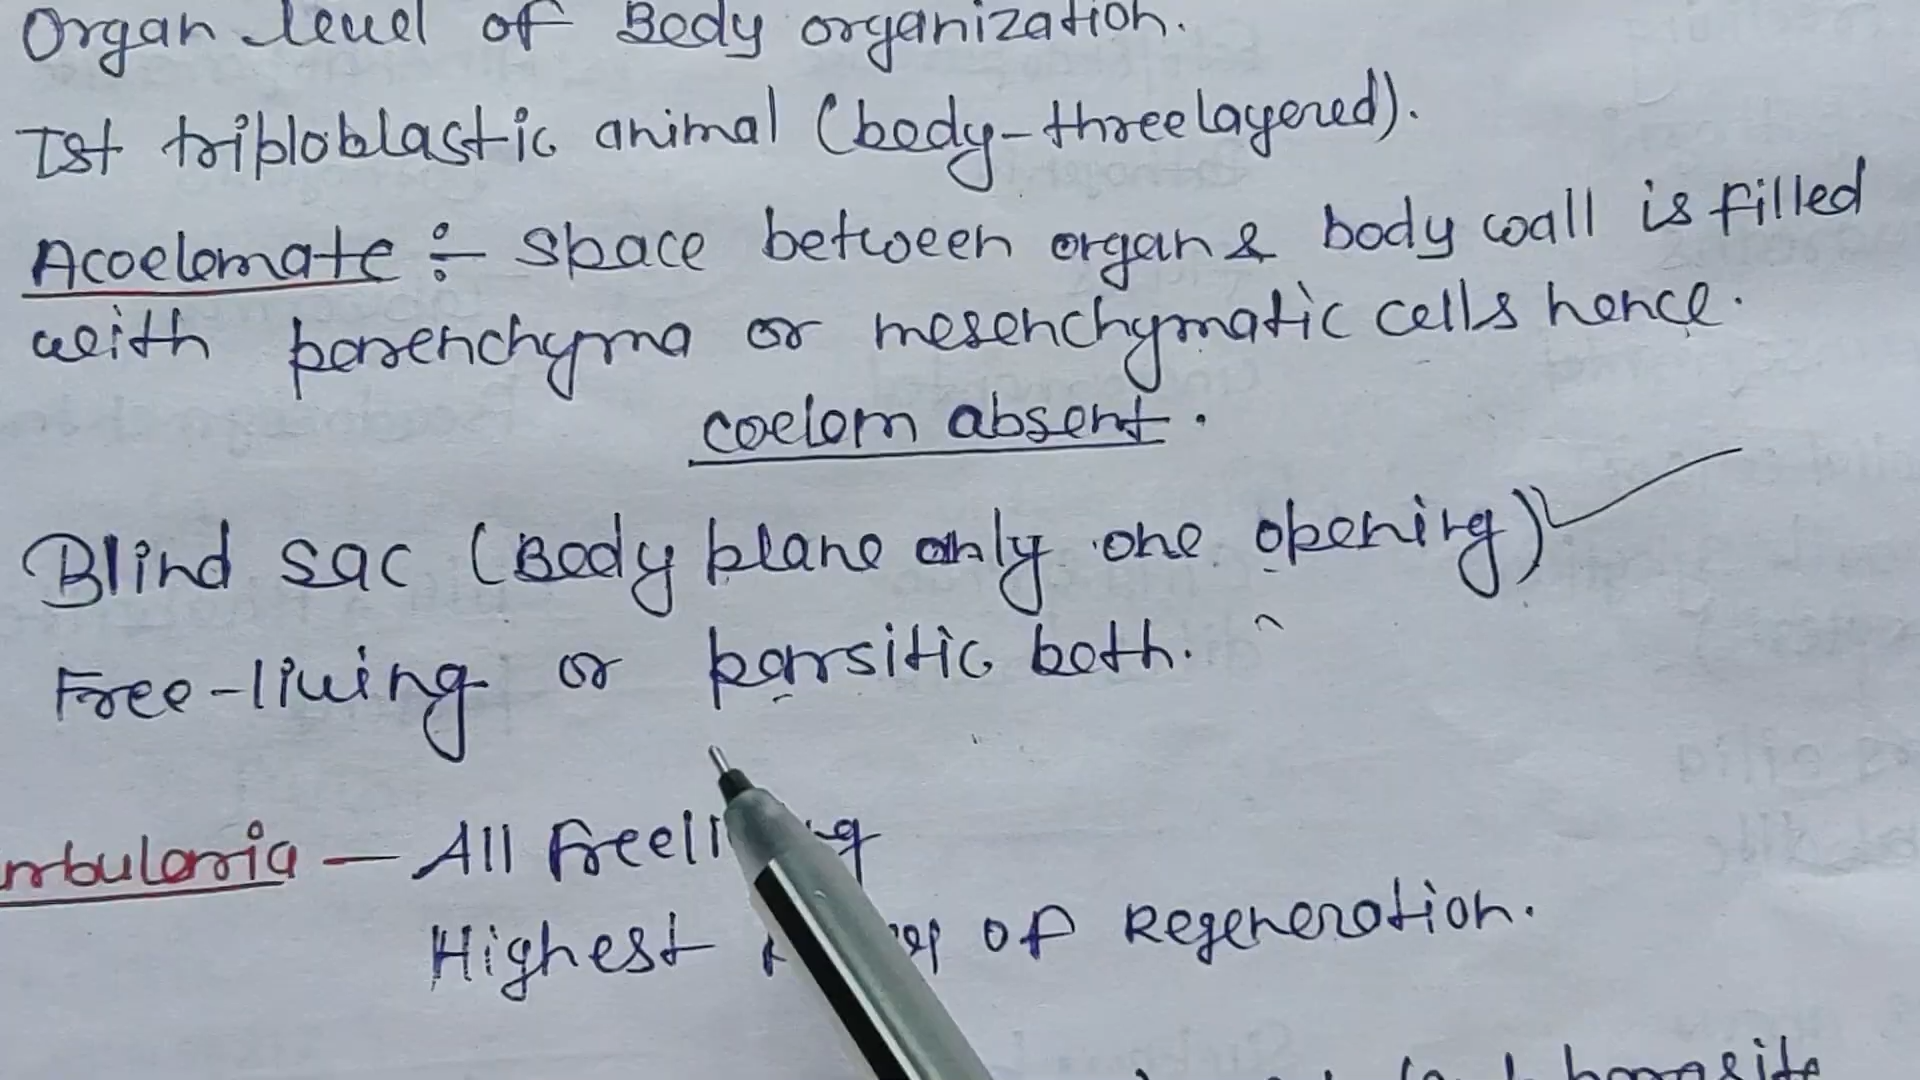 Organ level of Body organization.
Ist triploblastic animal (body-threelayered).
Acoelomate ÷ space between organ & body wall is filled
with parenchyma or mesenchymatic cells hence.
coelom absent.
Blind sac (Body plane only one opening)
Free-living or parsitic both.
rbularia — All Freeli g
Highest of Regeneration.
parasite